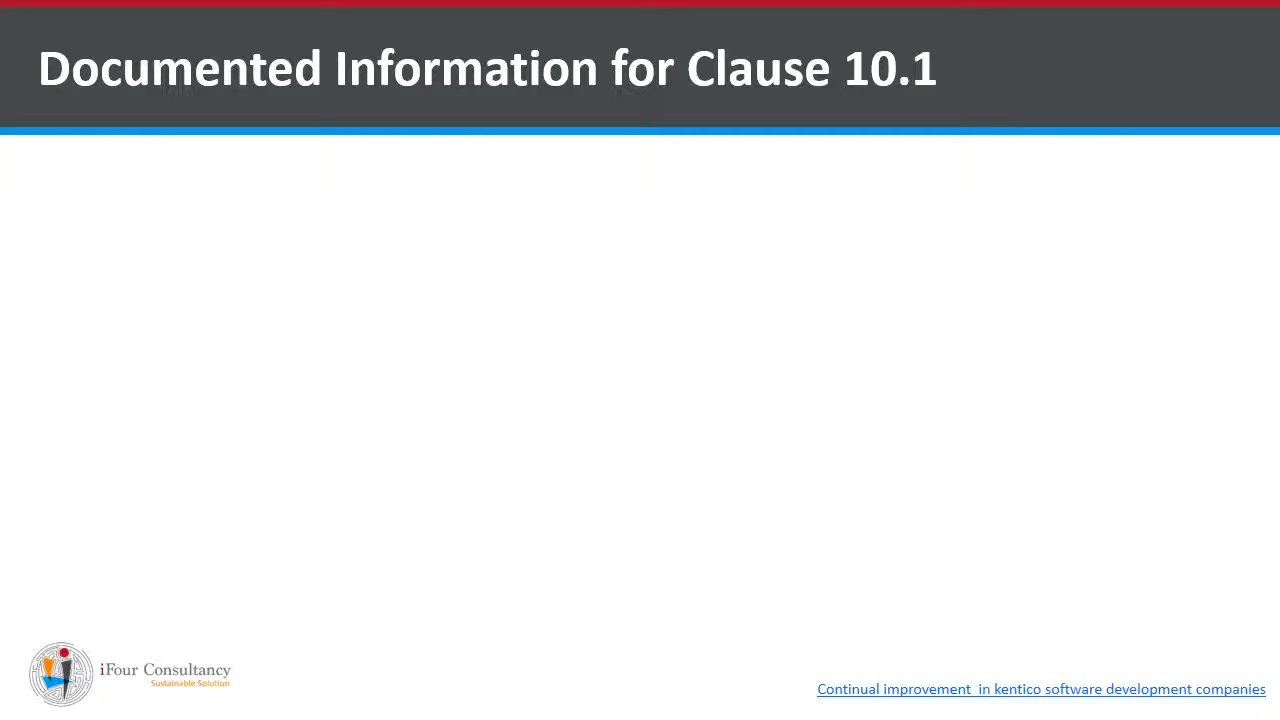 Documented Information for Clause 10.1
iFour Consultancy
Sustainable Solution
Continual improvement  in kentico software development companies